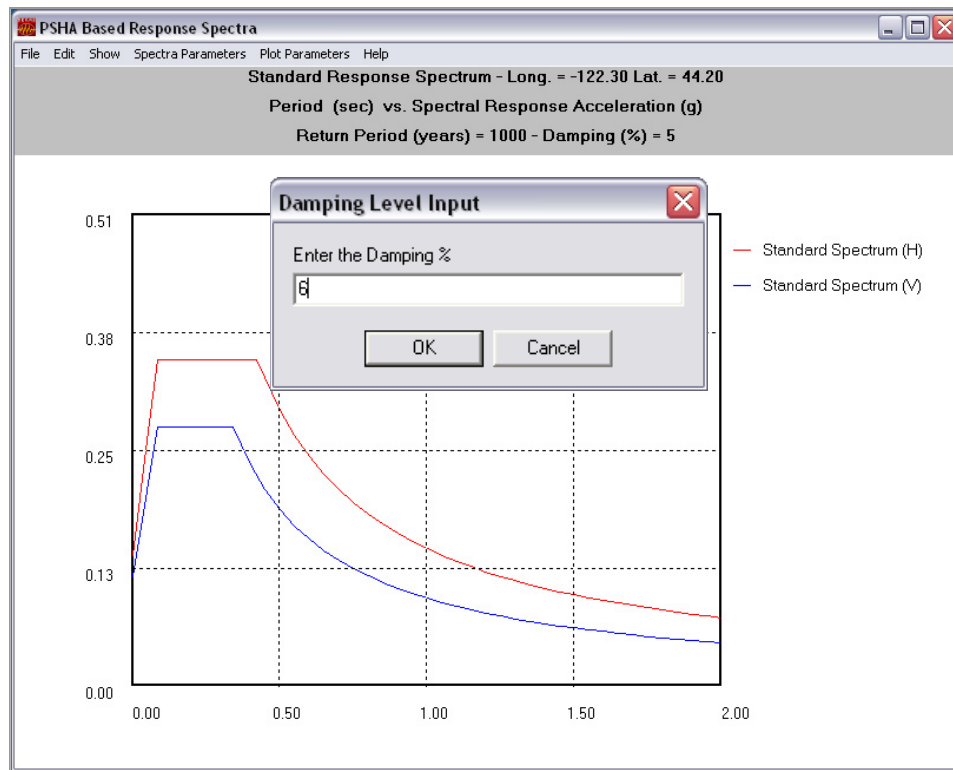 PSHA Based Response Spectra
File Edit Show Spectra Parameters Plot Parameters Help
Standard Response Spectrum - Long. = -122.30 Lat. = 44.20
Period (sec) vs. Spectral Response Acceleration (g)
Return Period (years) = 1000 - Damping (%) = 5
Damping Level Input
Enter the Damping %
6
OK Cancel
0.51
0.38
0.25
0.13
0.00
0.00 0.50 1.00 1.50 2.00
Standard Spectrum (H)
Standard Spectrum (V)